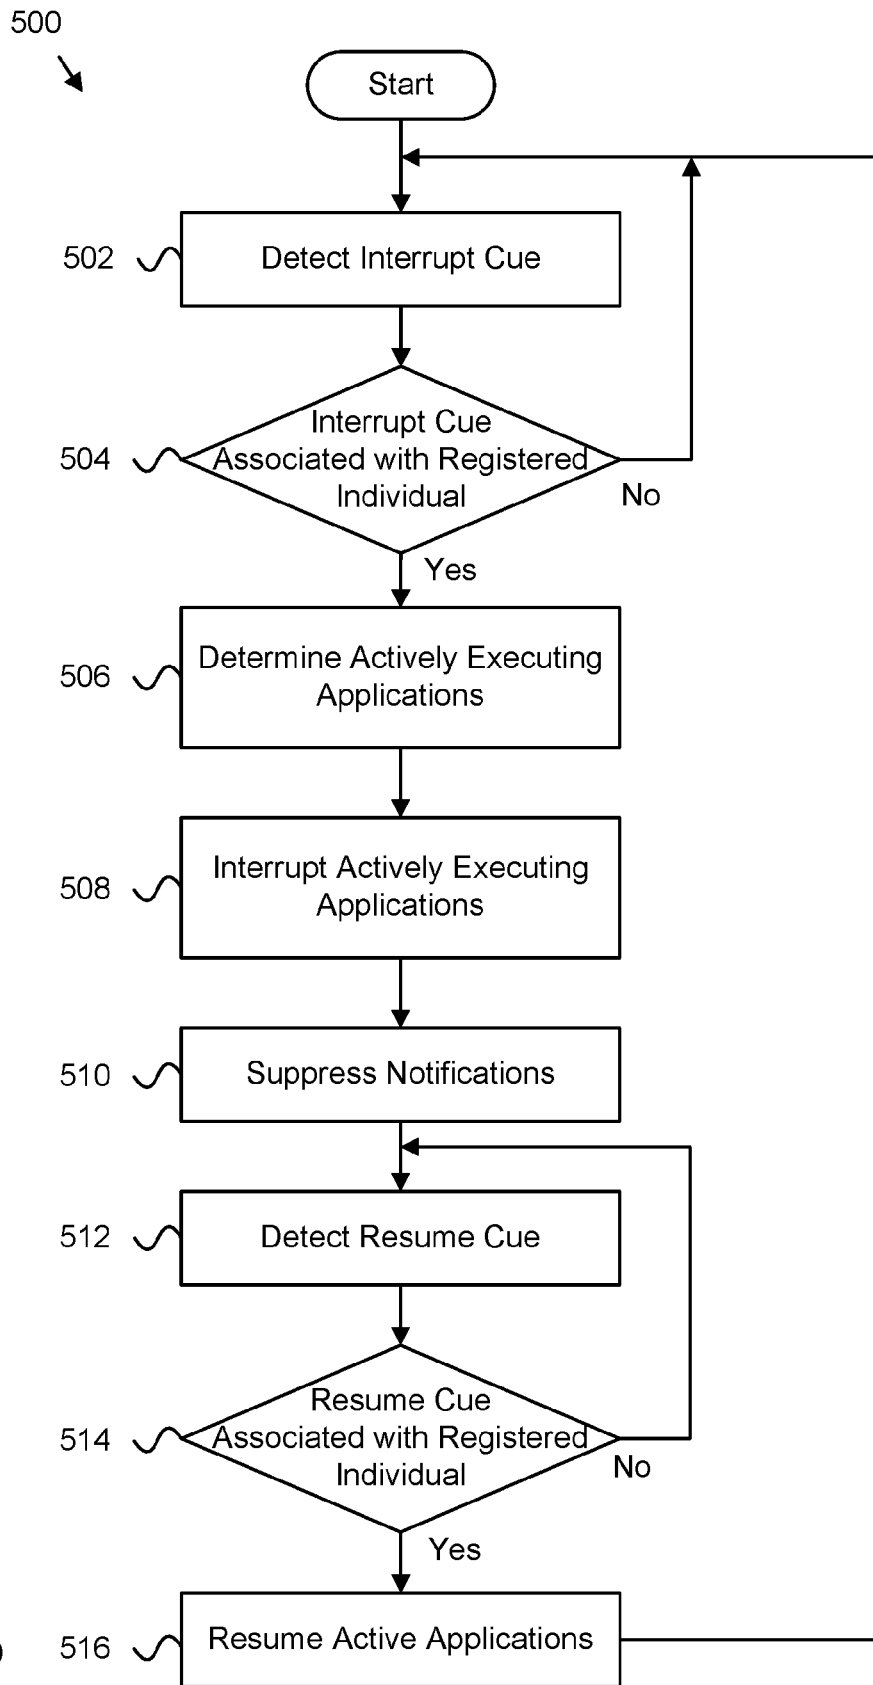 500
Start
502
Detect Interrupt Cue
504
Interrupt Cue
Associated with Registered
Individual
No
Yes
506
Determine Actively Executing
Applications
508
Interrupt Actively Executing
Applications
510
Suppress Notifications
512
Detect Resume Cue
514
Resume Cue
Associated with Registered
Individual
No
Yes
516
Resume Active Applications